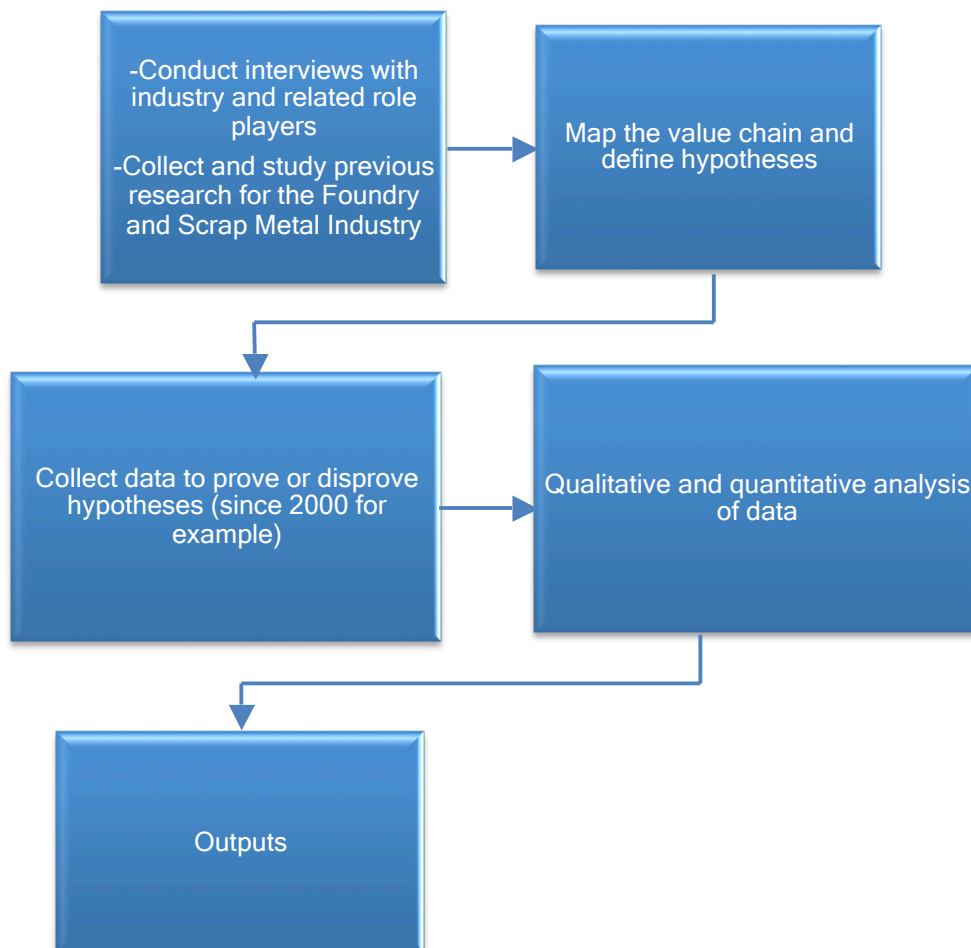 -Conduct interviews with
industry and related role
players
-Collect and study previous
research for the Foundry
and Scrap Metal Industry
Map the value chain and
define hypotheses
Collect data to prove or disprove
hypotheses (since 2000 for
example)
Qualitative and quantitative analysis
of data
Outputs